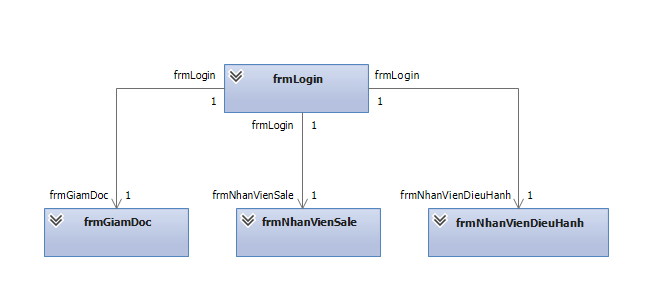 frmLogin
frmLogin
frmLogin
1
1
frmLogin
1
frmGiamDoc
1
frmNhanVienSale
1
frmNhanVienDieuHanh
1
frmGiamDoc
frmNhanVienSale
frmNhanVienDieuHanh